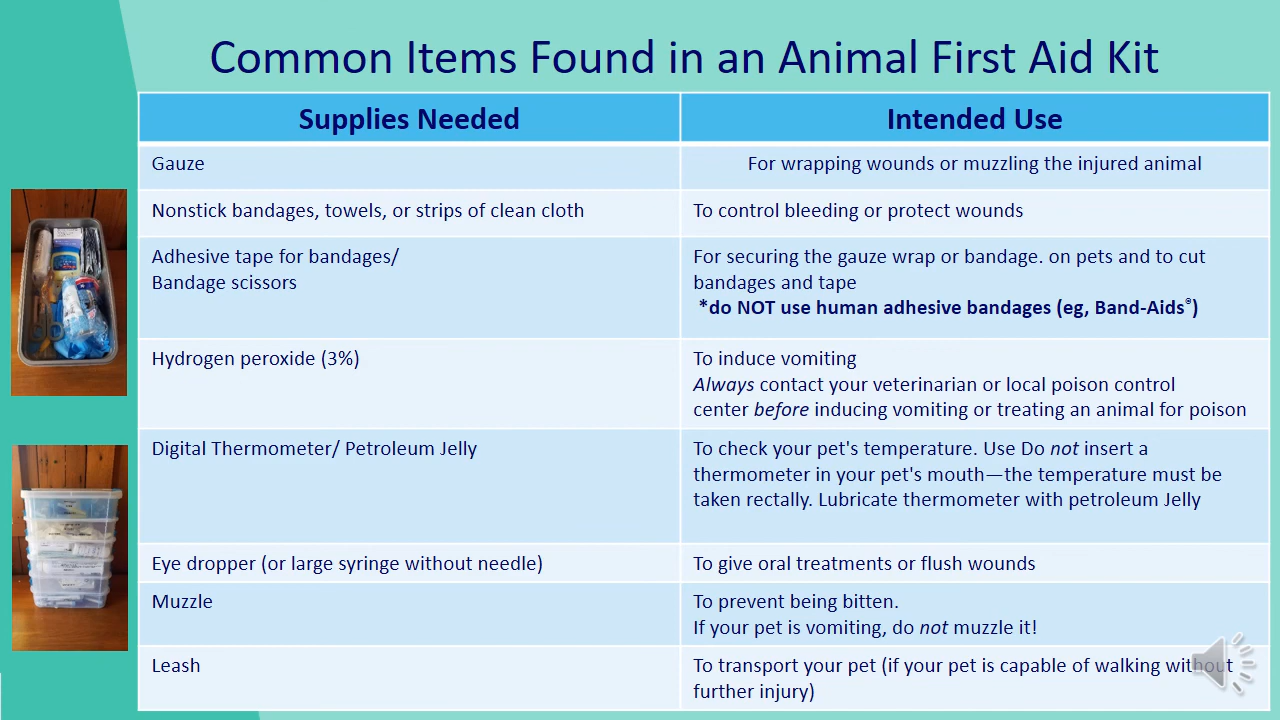 Common Items Found in an Animal First Aid Kit
Supplies Needed
Intended Use
Gauze
For wrapping wounds or muzzling the injured animal
Nonstick bandages, towels, or strips of clean cloth
To control bleeding or protect wounds
Adhesive tape for bandages/
Bandage scissors
For securing the gauze wrap or bandage. on pets and to cut
bandages and tape
*do NOT use human adhesive bandages (eg, Band-Aids®)
Hydrogen peroxide (3%)
To induce vomiting
Always contact your veterinarian or local poison control
center before inducing vomiting or treating an animal for poison
Digital Thermometer/ Petroleum Jelly
To check your pet's temperature. Use Do not insert a
thermometer in your pet's mouth—the temperature must be
taken rectally. Lubricate thermometer with petroleum Jelly
Eye dropper (or large syringe without needle)
To give oral treatments or flush wounds
Muzzle
To prevent being bitten.
If your pet is vomiting, do not muzzle it!
Leash
To transport your pet (if your pet is capable of walking without
further injury)